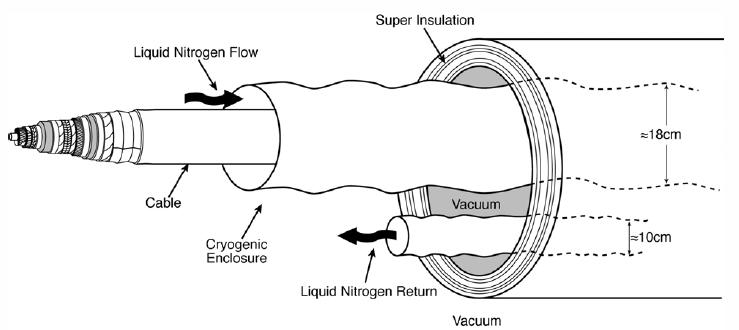 Super Insulation
Liquid Nitrogen Flow
≈18cm
Cable
Vacuum
Cryogenic
Enclosure
≈10cm
Liquid Nitrogen Return
Vacuum